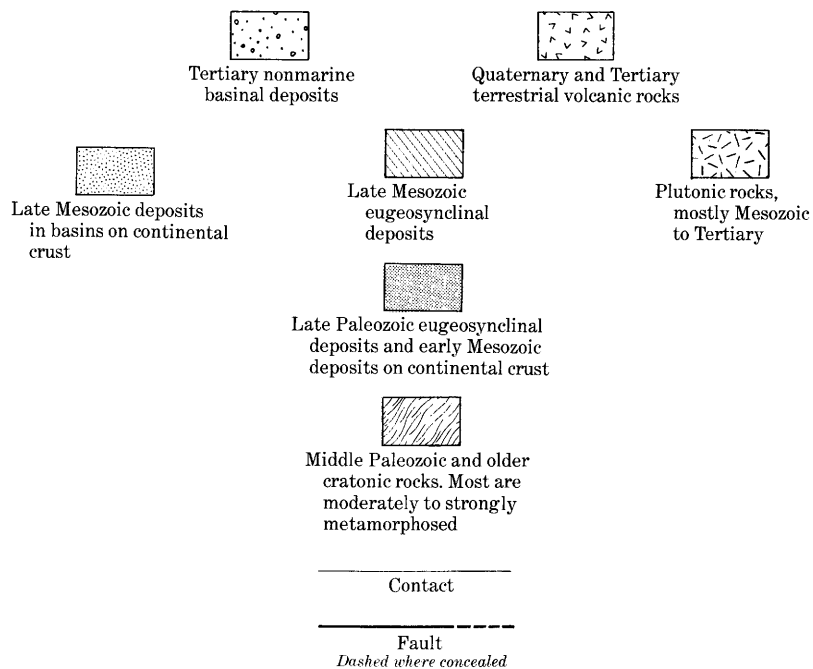 Tertiary nonmarine
basinal deposits
Quaternary and Tertiary
terrestrial volcanic rocks
Late Mesozoic deposits
in basins on continental
crust
Late Mesozoic
eugeosynclinal
deposits
Plutonic rocks,
mostly Mesozoic
to Tertiary
Late Paleozoic eugeosynclinal
deposits and early Mesozoic
deposits on continental crust
Middle Paleozoic and older
cratonic rocks. Most are
moderately to strongly
metamorphosed
Contact
Fault
Dashed where concealed